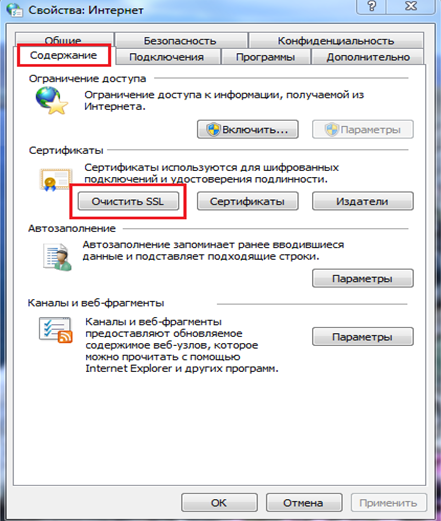 Свойства: Интернет
Общие
Безопасность
Конфиденциальность
Содержание
Подключения
Программы
Дополнительно
Ограничение доступа
Ограничение доступа к информации, получаемой из
Интернета.
Включить...
Параметры
Сертификаты
Сертификаты используются для шифрованных
подключений и удостоверения подлинности.
Очистить SSL
Сертификаты
Издатели
Автозаполнение
Автозаполнение запоминает ранее вводившиеся
данные и подставляет подходящие строки.
Параметры
Каналы и веб-фрагменты
Каналы и веб-фрагменты
предоставляют обновляемое
содержимое веб-узлов, которое
можно прочитать с помощью
Internet Explorer и других программ.
Параметры
ОК
Отмена
Применить